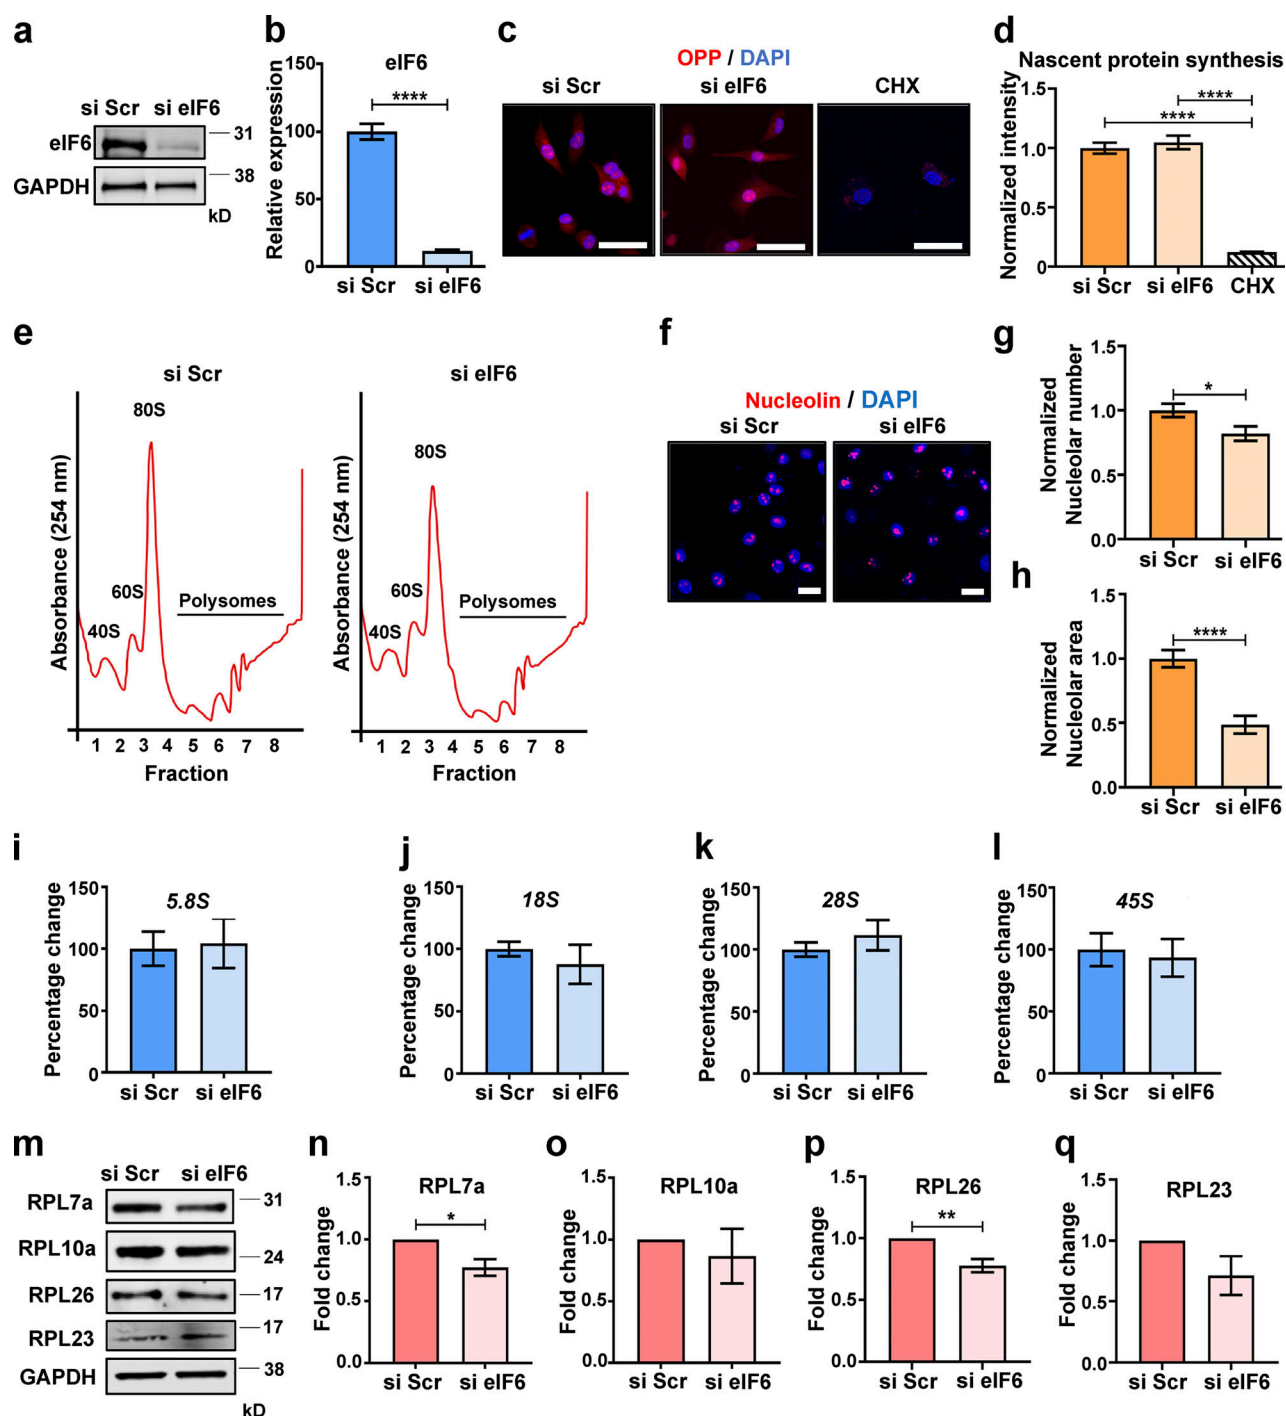 a
si Scr si eIF6
eIF6
31
GAPDH
38
kD
b
eIF6
****
Relative expression
150
100
50
0
si Scr si eIF6
c
OPP / DAPI
si Scr si eIF6 CHX
d
Nascent protein synthesis
****
****
Normalized intensity
1.5
1.0
0.5
0
si Scr si eIF6 CHX
e
si Scr
80S
60S
40S
Polysomes
Absorbance (254 nm)
1 2 3 4 5 6 7 8
Fraction
si eIF6
80S
60S
40S
Polysomes
Absorbance (254 nm)
1 2 3 4 5 6 7 8
Fraction
f
Nucleolin / DAPI
si Scr si eIF6
g
Normalized
Nucleolar number
1.5
1.0
0.5
0.0
*
si Scr si eIF6
h
Normalized
Nucleolar area
1.5
1.0
0.5
0.0
****
si Scr si eIF6
i
5.8S
Percentage change
150
100
50
0
si Scr si eIF6
j
18S
Percentage change
150
100
50
0
si Scr si eIF6
k
28S
Percentage change
150
100
50
0
si Scr si eIF6
l
45S
Percentage change
150
100
50
0
si Scr si eIF6
m
si Scr si eIF6
RPL7a
31
RPL10a
24
RPL26
17
RPL23
17
GAPDH
38
kD
n
RPL7a
*
Fold change
1.5
1.0
0.5
0.0
si Scr si eIF6
o
RPL10a
Fold change
1.5
1.0
0.5
0.0
si Scr si eIF6
p
RPL26
**
Fold change
1.5
1.0
0.5
0.0
si Scr si eIF6
q
RPL23
Fold change
1.5
1.0
0.5
0.0
si Scr si eIF6